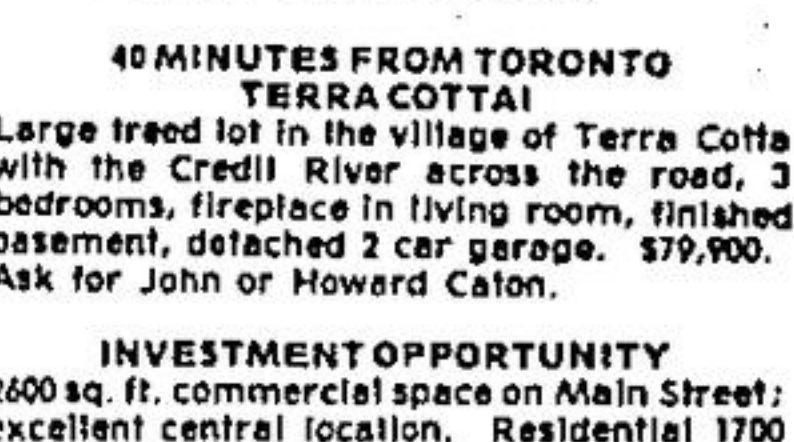 40 MINUTES FROM TORONTO
TERRA COTTA!
Large treed lot in the village of Terra Cotta
with the Credit River across the road, 3
bedrooms, fireplace in living room, finished
basement, detached 2 car garage. $79,900.
Ask for John or Howard Caton.
INVESTMENT OPPORTUNITY
2600 sq. ft. commercial space on Main Street;
excellent central location. Residential 1700